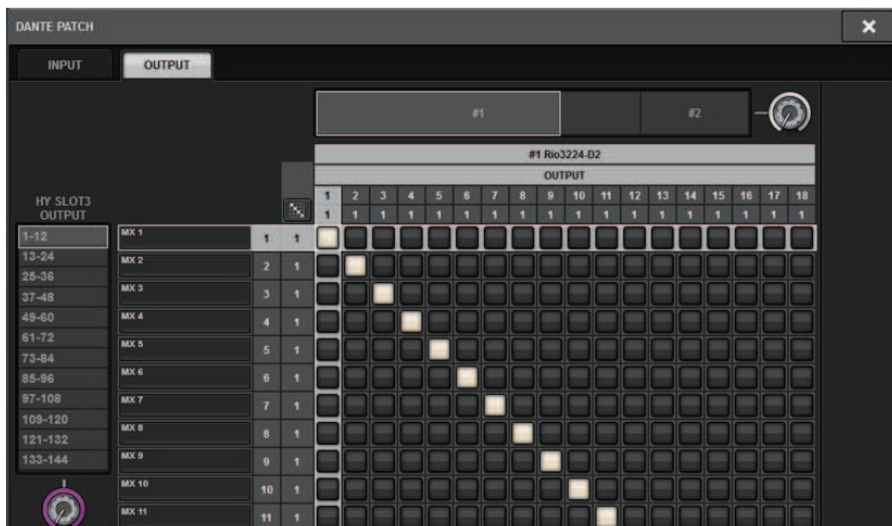 DANTE PATCH
INPUT OUTPUT
#1 #2
#1 Rio3224-D2
OUTPUT
HY SLOT3
OUTPUT
1 2 3 4 5 6 7 8 9 10 11 12 13 14 15 16 17 18
1 1 1 1 1 1 1 1 1 1 1 1 1 1 1 1 1 1
1-12
13-24
25-36
37-48
49-60
61-72
73-84
85-96
97-108
109-120
121-132
133-144
MX 1 1 1
MX 2 2 1
MX 3 3 1
MX 4 4 1
MX 5 5 1
MX 6 6 1
MX 7 7 1
MX 8 8 1
MX 9 9 1
MX 10 10 1
MX 11 11 1